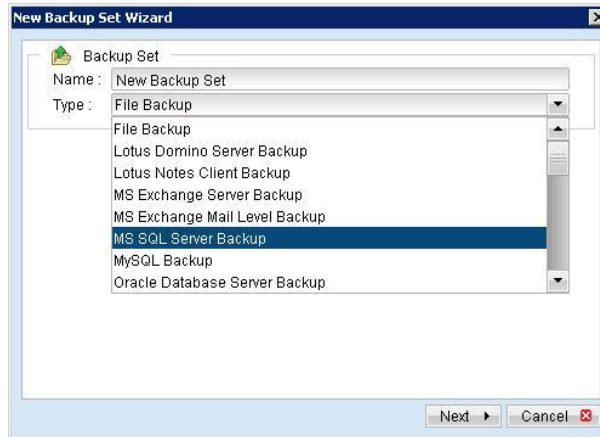 New Backup Set Wizard
Backup Set
Name : New Backup Set
Type : File Backup
File Backup
Lotus Domino Server Backup
Lotus Notes Client Backup
MS Exchange Server Backup
MS Exchange Mail Level Backup
MS SQL Server Backup
MySQL Backup
Oracle Database Server Backup
Next Cancel